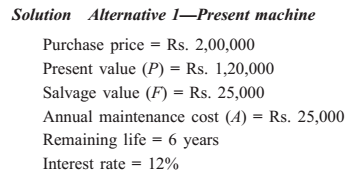 Solution Alternative 1—Present machine
Purchase price = Rs. 2,00,000
Present value (P) = Rs. 1,20,000
Salvage value (F) = Rs. 25,000
Annual maintenance cost (A) = Rs. 25,000
Remaining life = 6 years
Interest rate = 12%